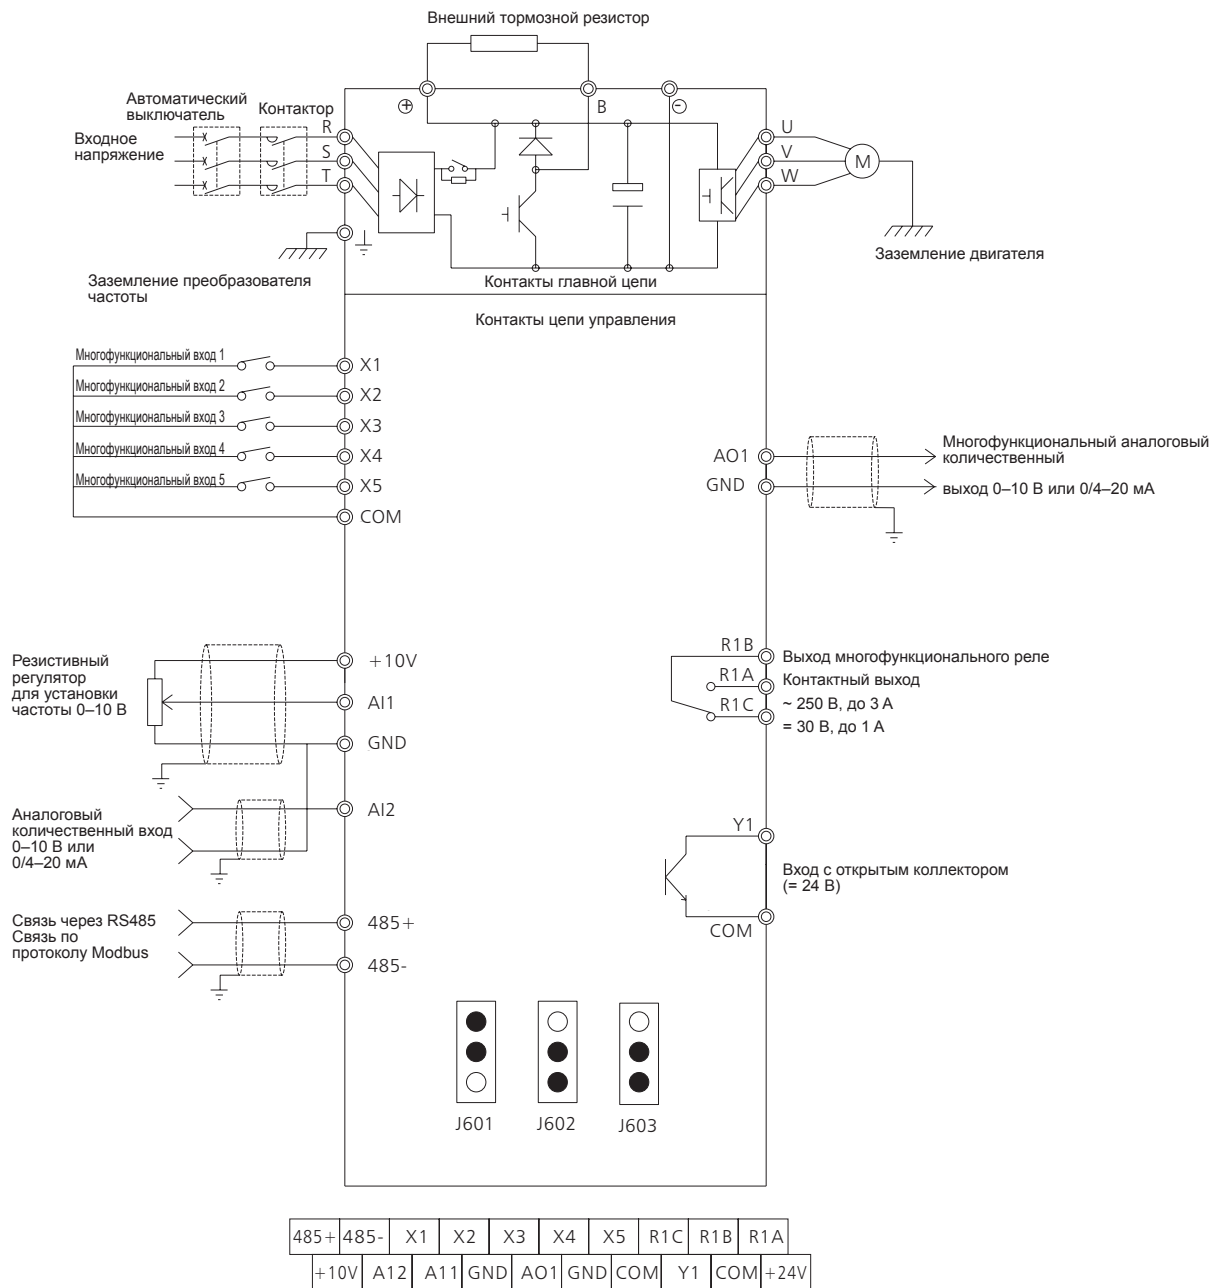 Внешний тормозной резистор
Автоматический
выключатель
Контактор
Входное
напряжение
R
S
T
+
B
-
U
V
W
M
Заземление двигателя
Заземление преобразователя
частоты
Контакты главной цепи
Контакты цепи управления
Многофункциональный вход 1
X1
Многофункциональный вход 2
X2
Многофункциональный вход 3
X3
Многофункциональный вход 4
X4
Многофункциональный вход 5
X5
COM
AO1
GND
Многофункциональный аналоговый
количественный
выход 0–10 В или 0/4–20 мА
Резистивный
регулятор
для установки
частоты 0–10 В
+10V
AI1
GND
R1B
R1A
R1C
Выход многофункционального реле
Контактный выход
~ 250 В, до 3 А
= 30 В, до 1 А
Аналоговый
количественный вход
0–10 В или
0/4–20 мА
AI2
Y1
COM
Вход с открытым коллектором
(= 24 В)
Связь через RS485
Связь по
протоколу Modbus
485+
485-
J601 J602 J603
485+ 485- X1 X2 X3 X4 X5 R1C R1B R1A
+10V A12 A11 GND AO1 GND COM Y1 COM +24V